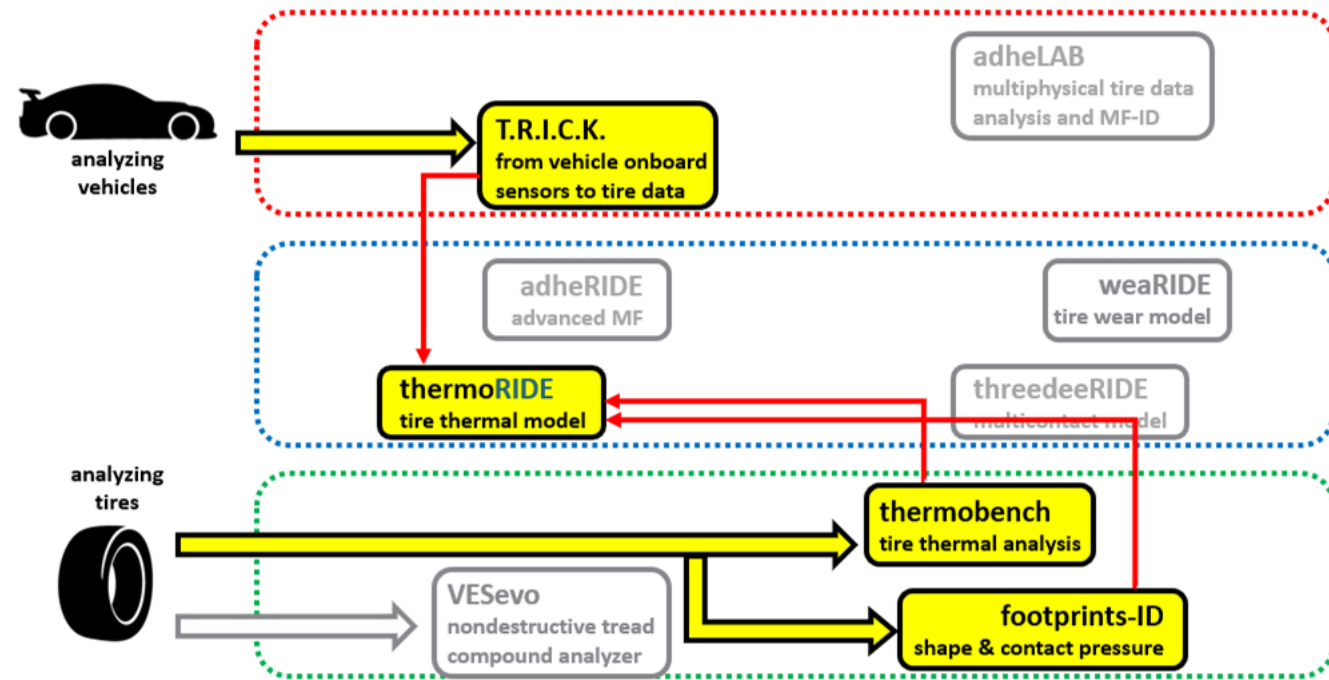 adheLAB
multiphysical tire data
analysis and MF-ID
analyzing
vehicles
T.R.I.C.K.
from vehicle onboard
sensors to tire data
adheRIDE
advanced MF
weaRIDE
tire wear model
thermoRIDE
tire thermal model
threedeeRIDE
multicontact model
analyzing
tires
thermobench
tire thermal analysis
VESevo
nondestructive tread
compound analyzer
footprints-ID
shape & contact pressure